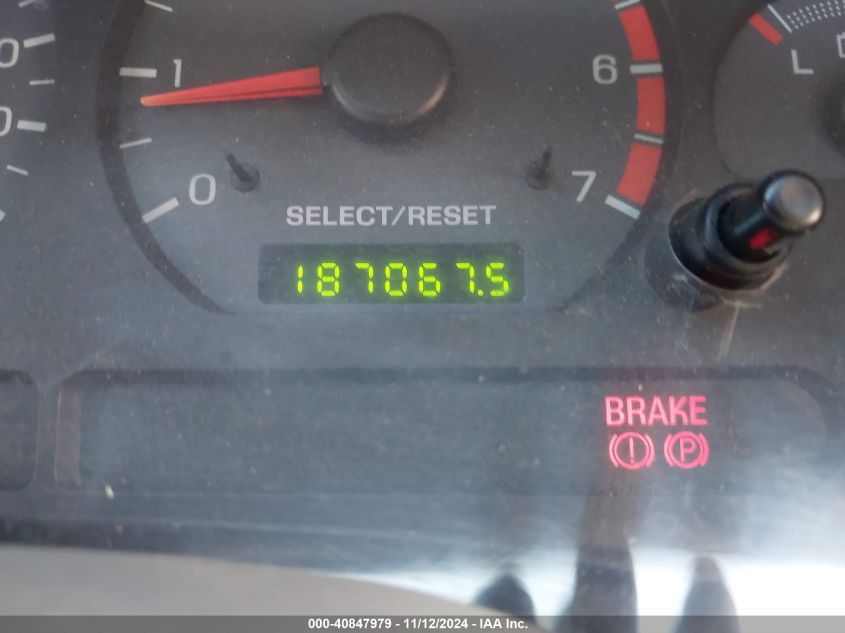 1
6
L
0
7
SELECT/RESET
187067.5
BRAKE
(!) (P)
000-40847979 - 11/12/2024 - IAA Inc.